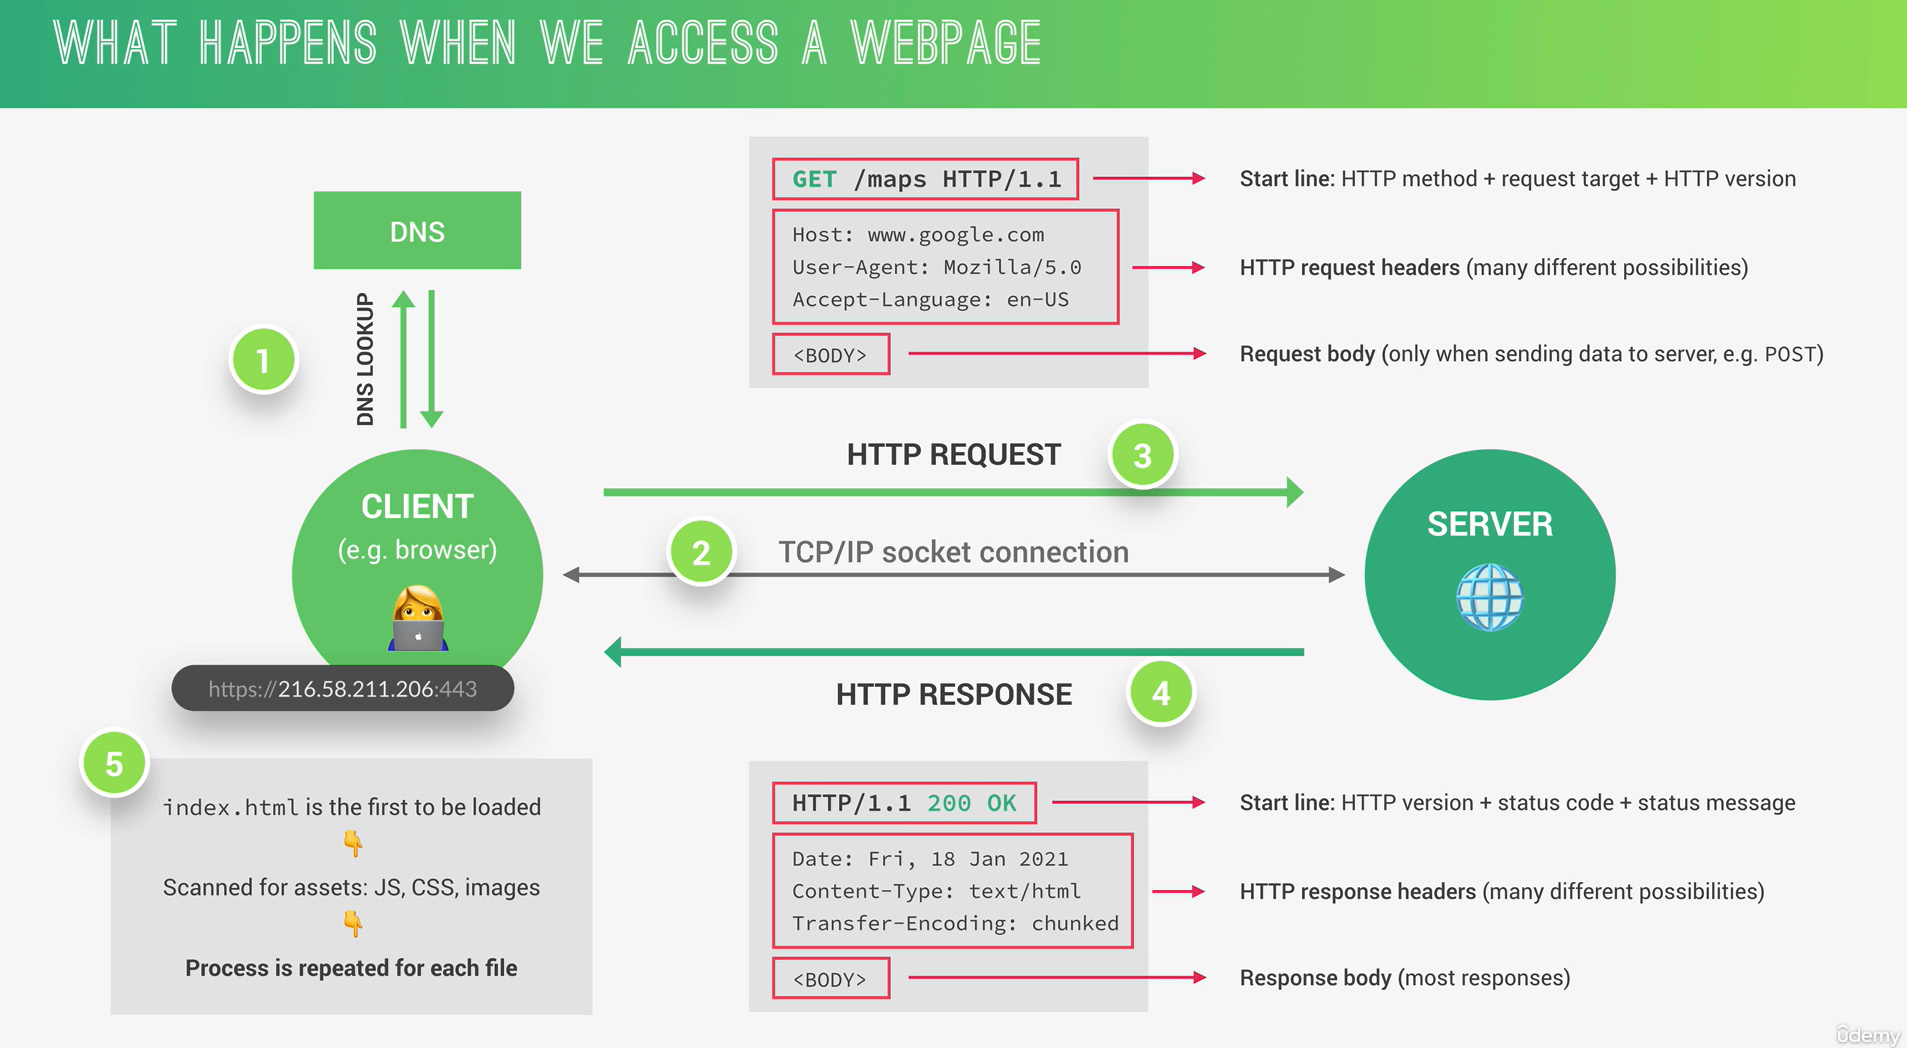 WHAT HAPPENS WHEN WE ACCESS A WEBPAGE
DNS
DNS LOOKUP
1
CLIENT
(e.g. browser)
https://216.58.211.206:443
GET /maps HTTP/1.1
Start line: HTTP method + request target + HTTP version
Host: www.google.com
User-Agent: Mozilla/5.0
Accept-Language: en-US
HTTP request headers (many different possibilities)
<BODY>
Request body (only when sending data to server, e.g. POST)
HTTP REQUEST
3
2
TCP/IP socket connection
SERVER
HTTP RESPONSE
4
5
index.html is the first to be loaded
Scanned for assets: JS, CSS, images
Process is repeated for each file
HTTP/1.1 200 OK
Start line: HTTP version + status code + status message
Date: Fri, 18 Jan 2021
Content-Type: text/html
Transfer-Encoding: chunked
HTTP response headers (many different possibilities)
<BODY>
Response body (most responses)
ûdemy